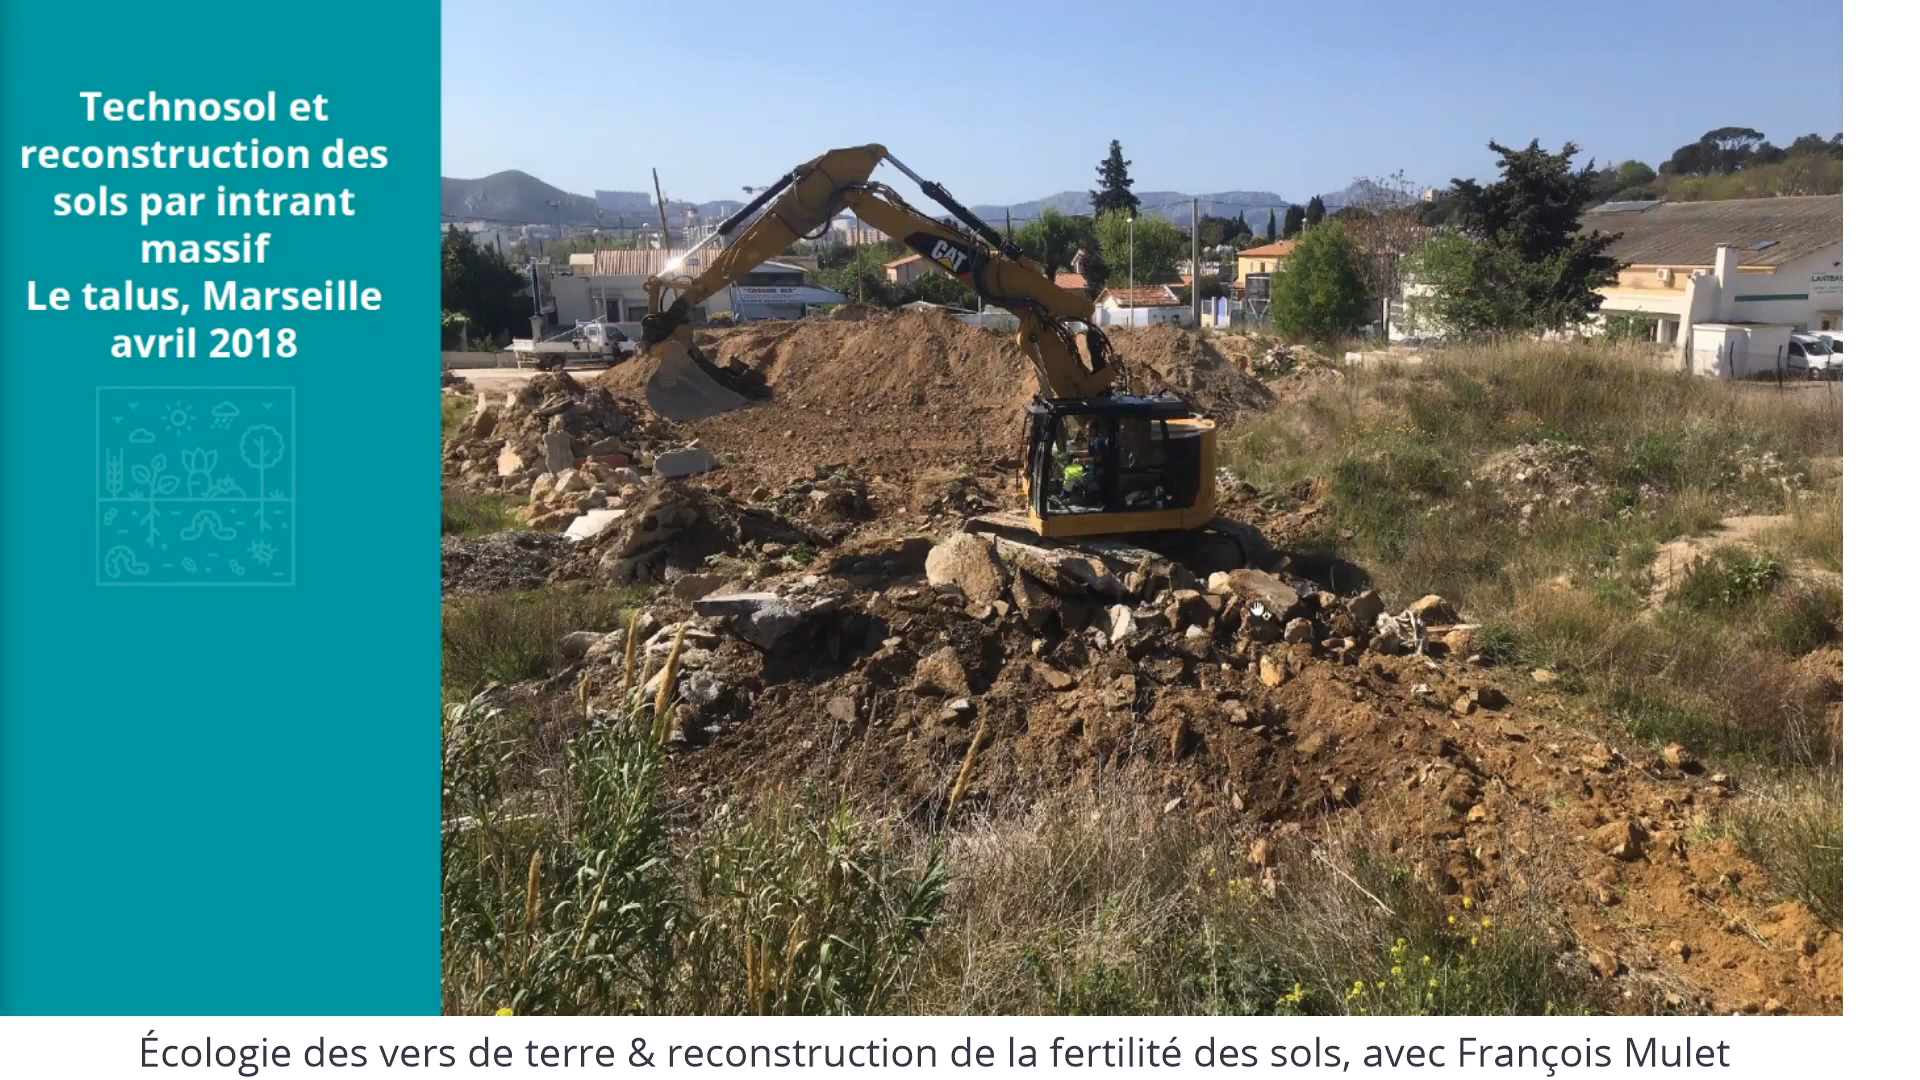 Technosol et
reconstruction des
sols par intrant
massif
Le talus, Marseille
avril 2018
CAT
Écologie des vers de terre & reconstruction de la fertilité des sols, avec François Mulet